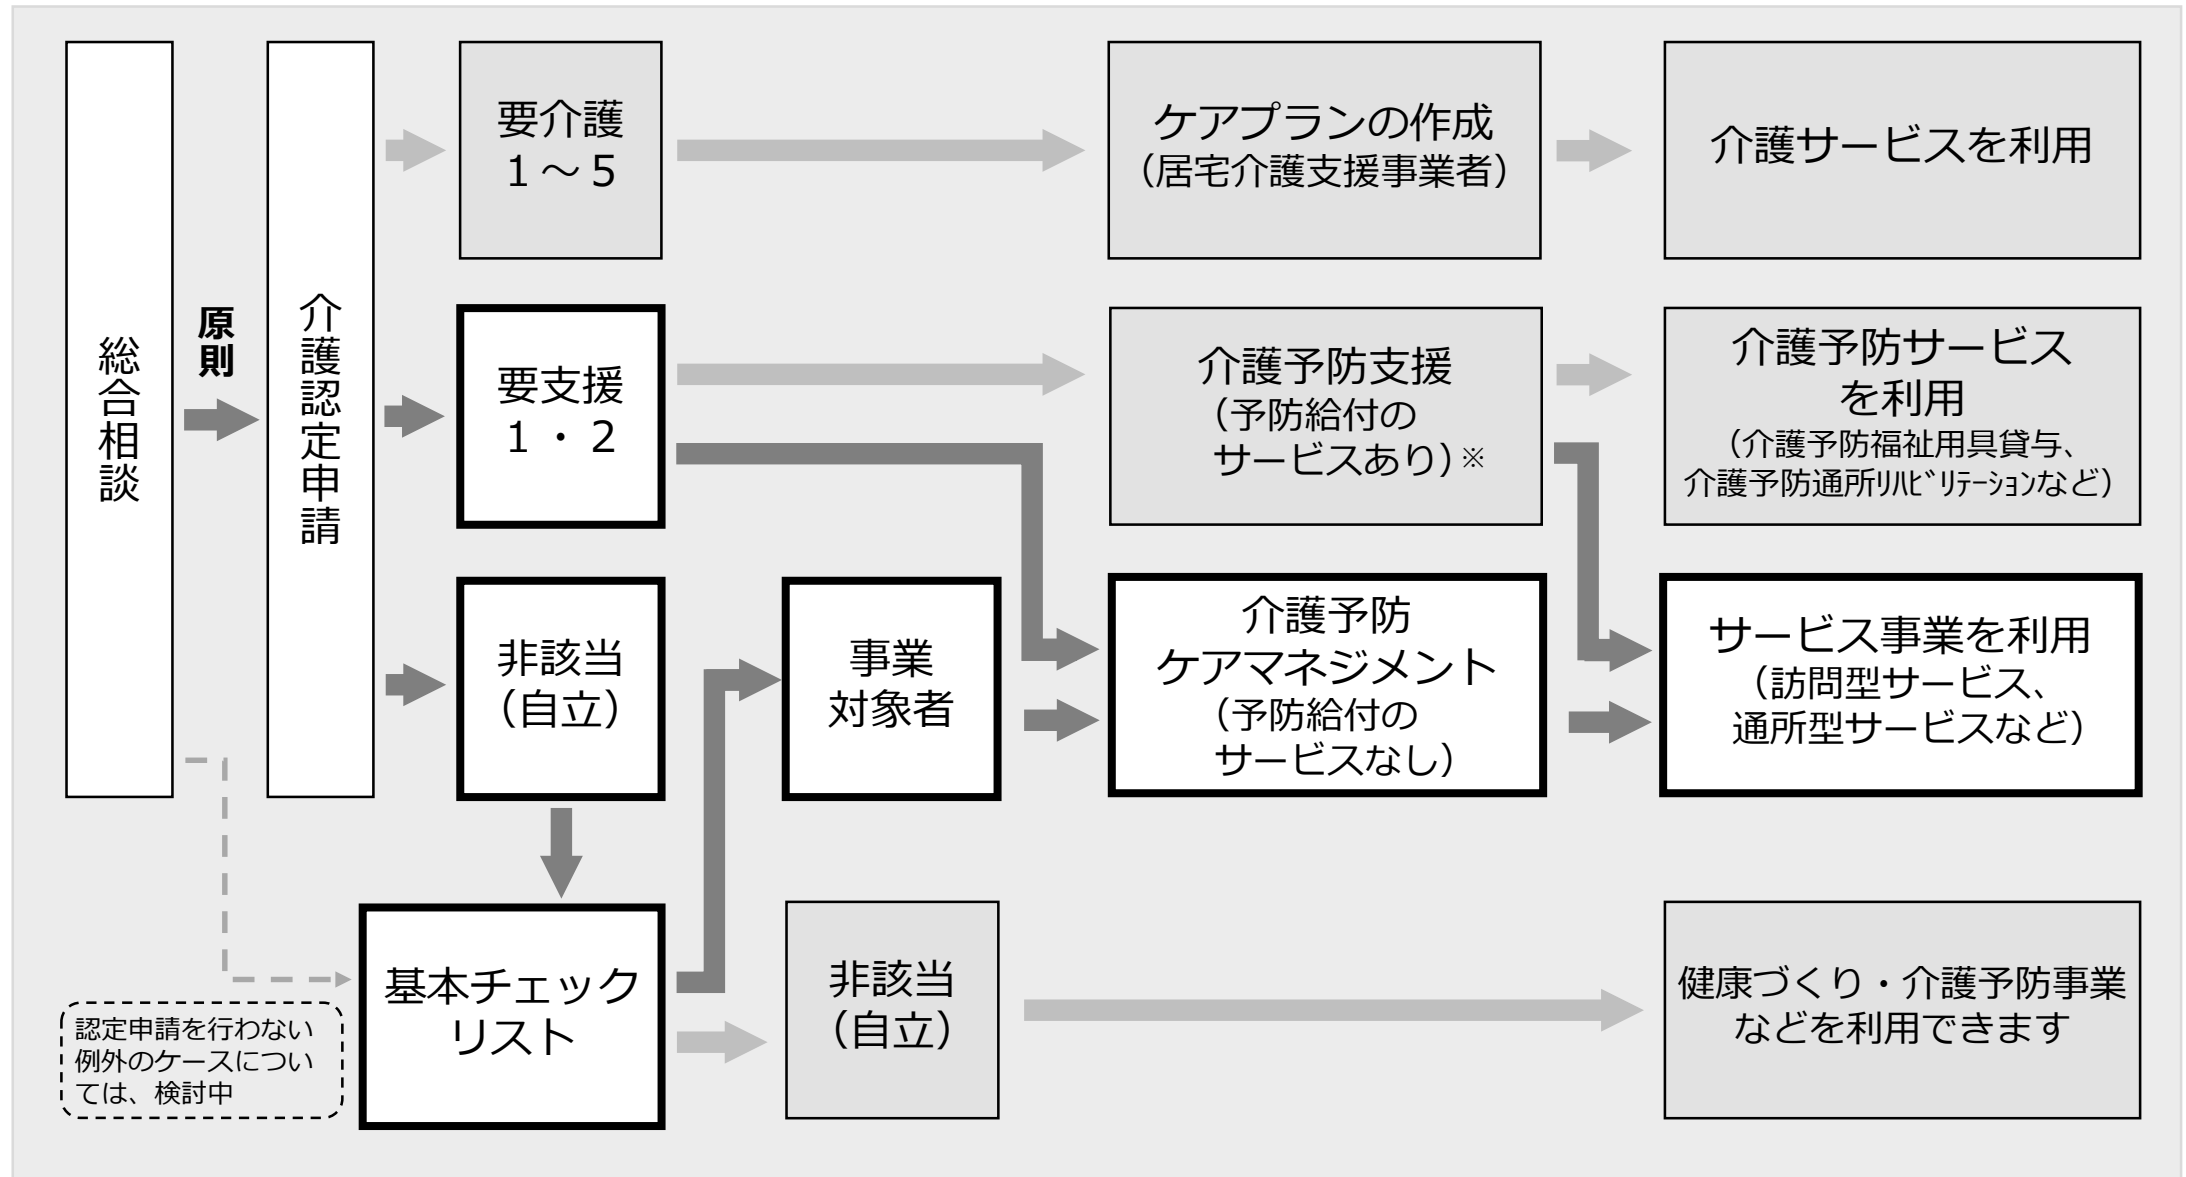 総合相談
原則
介護認定申請
要介護
１～５
ケアプランの作成
（居宅介護支援事業者）
介護サービスを利用
要支援
１・２
介護予防支援
（予防給付の
サービスあり）※
介護予防サービス
を利用
（介護予防福祉用具貸与、
介護予防通所ﾘﾊﾋﾞﾘﾃｰｼｮﾝなど）
非該当
（自立）
事業
対象者
介護予防
ケアマネジメント
（予防給付の
サービスなし）
サービス事業を利用
（訪問型サービス、
通所型サービスなど）
基本チェック
リスト
非該当
（自立）
健康づくり・介護予防事業
などを利用できます
認定申請を行わない
例外のケースについ
ては、検討中